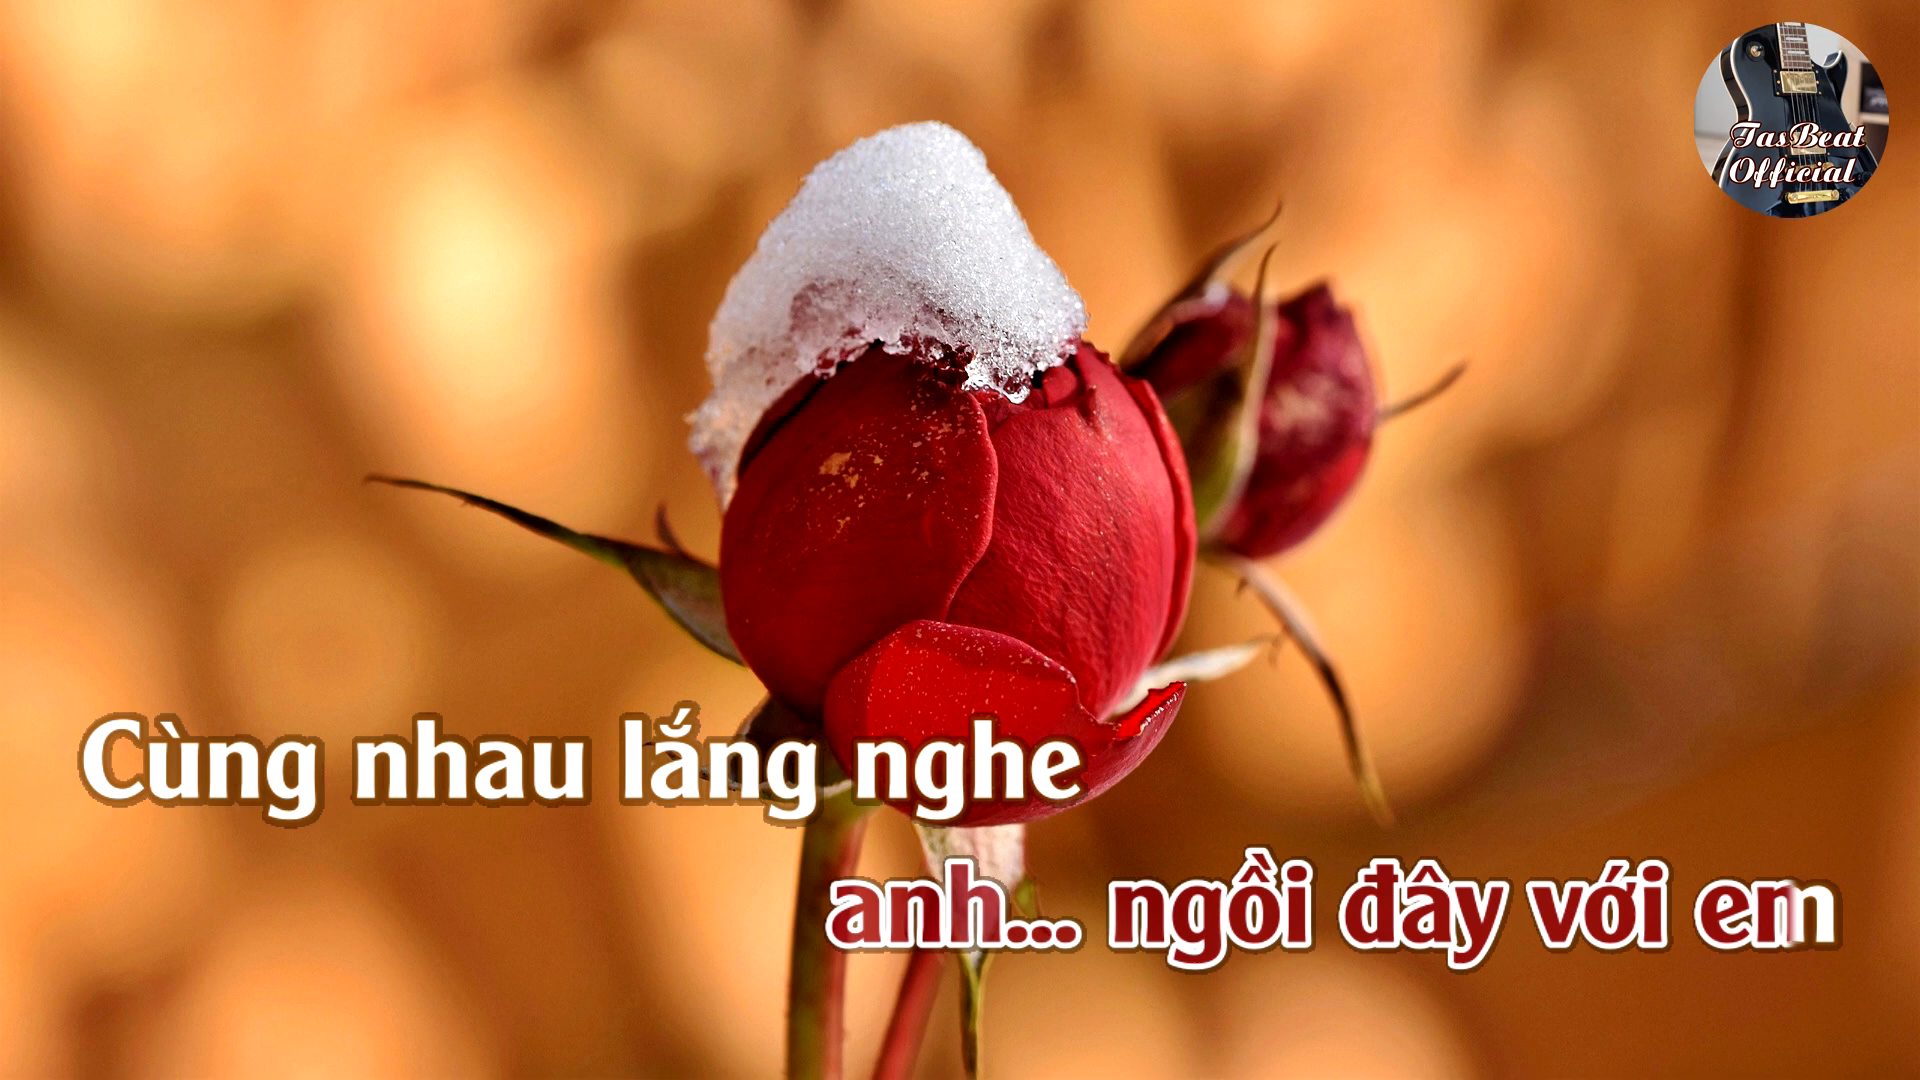 TasBeat
Official
Cùng nhau lắng nghe
anh... ngồi đây với em